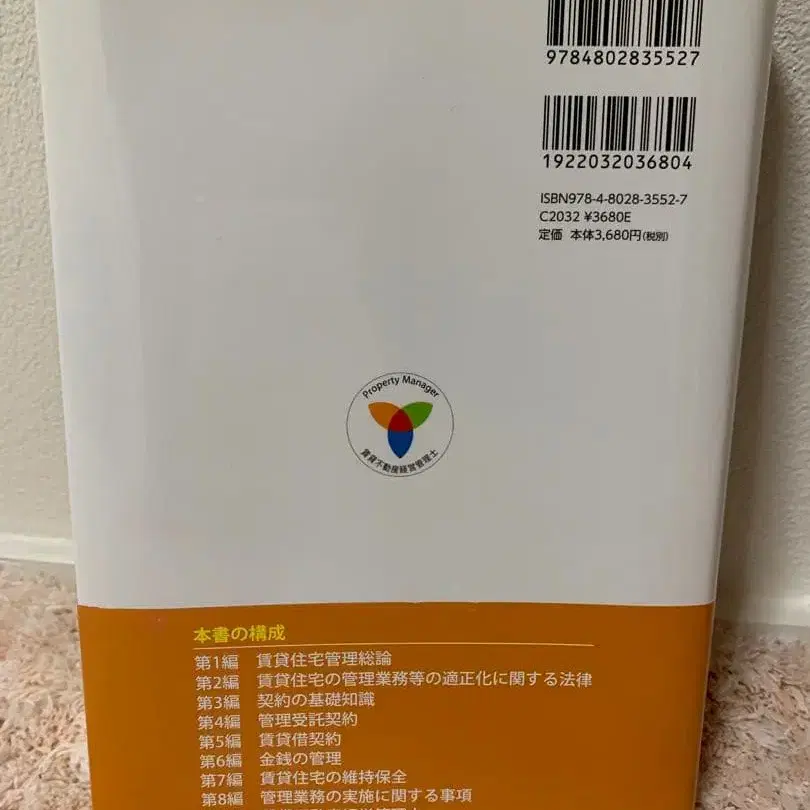 9784802835527
1922032036804
ISBN978-4-8028-3552-7
C2032 ¥3680E
定価 本体3,680円(税別)
Property Manager
賃貸不動産経営管理士
本書の構成
第1編 賃貸住宅管理総論
第2編 賃貸住宅の管理業務等の適正化に関する法律
第3編 契約の基礎知識
第4編 管理受託契約
第5編 賃貸借契約
第6編 金銭の管理
第7編 賃貸住宅の維持保全
第8編 管理業務の実施に関する事項